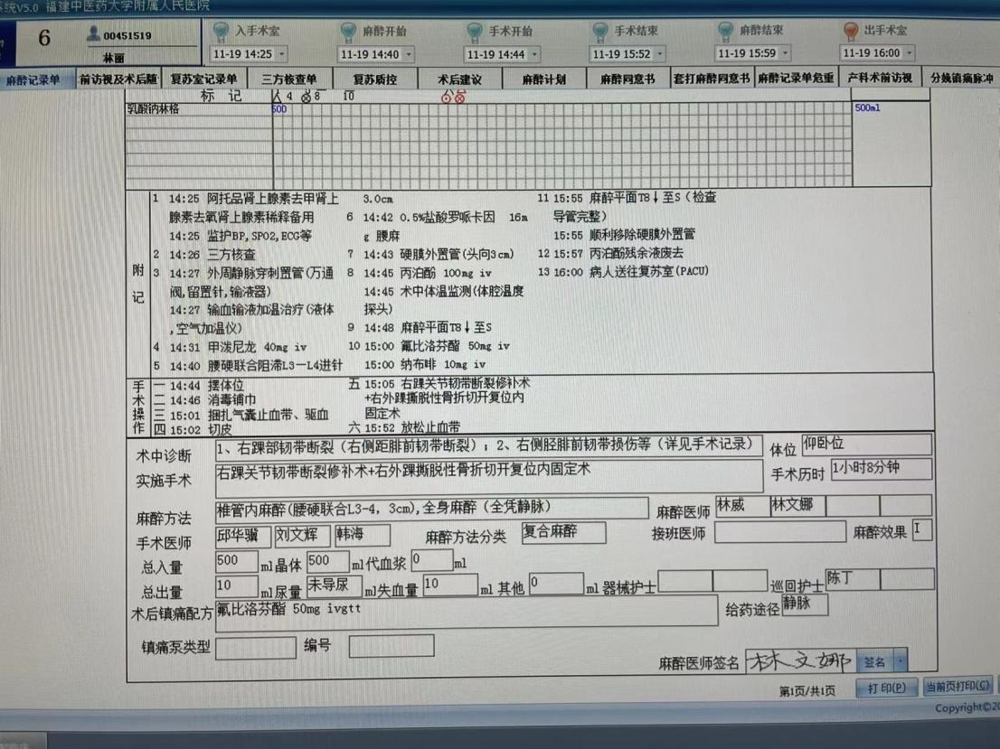 系统V5.0 福建中医药大学附属人民医院
6
00451519
林丽
入手术室
麻醉开始
手术开始
手术结束
麻醉结束
出手术室
11-19 14:25
11-19 14:40
11-19 14:44
11-19 15:52
11-19 15:59
11-19 16:00
麻醉记录单 前访视及术后随 复苏室记录单 三方核查单 复苏质控 术后建议 麻醉计划 麻醉同意书 套打麻醉同意书 麻醉记录单危重 产科术前访视 分娩镇痛脉冲
标 记
4 8 10
乳酸钠林格 500 500ml
附记
1 14:25 阿托品肾上腺素去甲肾上
腺素去氧肾上腺素稀释备用
14:25 监护BP,SPO2,ECG等
2 14:26 三方核查
3 14:27 外周静脉穿刺置管(万通
阀,留置针,输液器)
14:27 输血输液加温治疗(液体
,空气加温仪)
4 14:31 甲泼尼龙 40mg iv
5 14:40 腰硬联合阻滞L3—L4进针
3.0cm
6 14:42 0.5%盐酸罗哌卡因 16m
g 腰麻
7 14:43 硬膜外置管(头向3cm)
8 14:45 丙泊酚 100mg iv
14:45 术中体温监测(体腔温度
探头)
9 14:48 麻醉平面T8↓至S
10 15:00 氟比洛芬酯 50mg iv
15:00 纳布啡 10mg iv
11 15:55 麻醉平面T8↓至S（检查
导管完整）
15:55 顺利移除硬膜外置管
12 15:57 丙泊酚残余液废去
13 16:00 病人送往复苏室(PACU)
手术操作
一 14:44 摆体位
二 14:46 消毒铺巾
三 15:01 捆扎气囊止血带、驱血
四 15:02 切皮
五 15:05 右踝关节韧带断裂修补术
+右外踝撕脱性骨折切开复位内
固定术
六 15:52 放松止血带
术中诊断 1、右踝部韧带断裂（右侧距腓前韧带断裂）；2、右侧胫腓前韧带损伤等（详见手术记录） 体位 仰卧位
实施手术 右踝关节韧带断裂修补术+右外踝撕脱性骨折切开复位内固定术 手术历时 1小时8分钟
麻醉方法 椎管内麻醉(腰硬联合L3-4, 3cm),全身麻醉（全凭静脉） 麻醉医师 林威 林文娜
手术医师 邱华骥 刘文辉 韩海 麻醉方法分类 复合麻醉 接班医师 麻醉效果 I
总入量 500 ml晶体 500 ml代血浆 0 ml
总出量 10 ml尿量 未导尿 ml失血量 10 ml 其他 0 ml 器械护士 巡回护士 陈丁
术后镇痛配方 氟比洛芬酯 50mg ivgtt 给药途径 静脉
镇痛泵类型 编号
麻醉医师签名 林文娜 签名
第1页/共1页 打印(P) 当前页打印(C)
Copyright©20